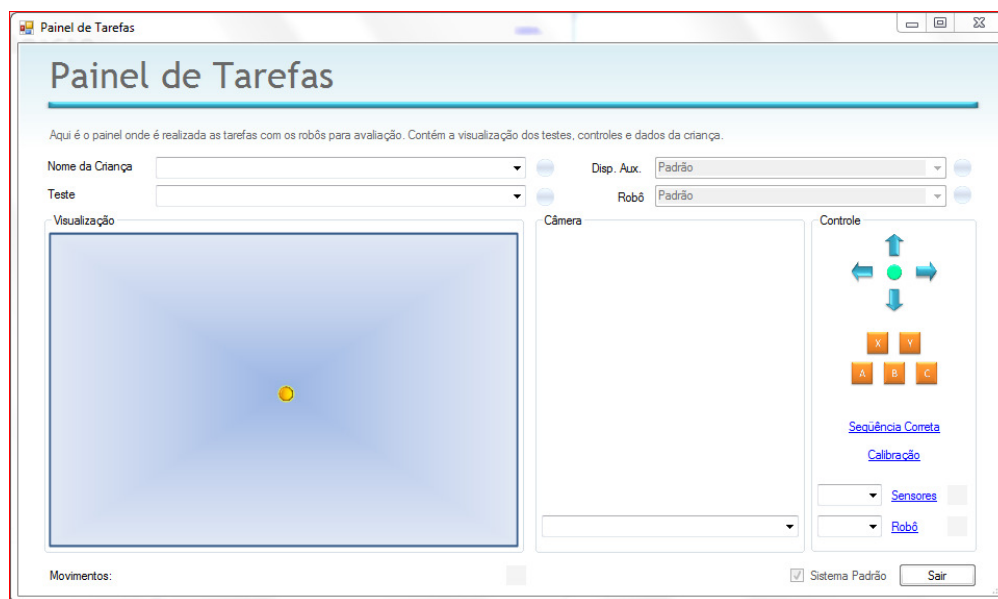 Painel de Tarefas
Painel de Tarefas
Aqui é o painel onde é realizada as tarefas com os robôs para avaliação. Contém a visualização dos testes, controles e dados da criança.
Nome da Criança
Disp. Aux. Padrão
Teste
Robô Padrão
Visualização
Câmera
Controle
X Y
A B C
Seqüência Correta
Calibração
Sensores
Robô
Movimentos:
Sistema Padrão
Sair